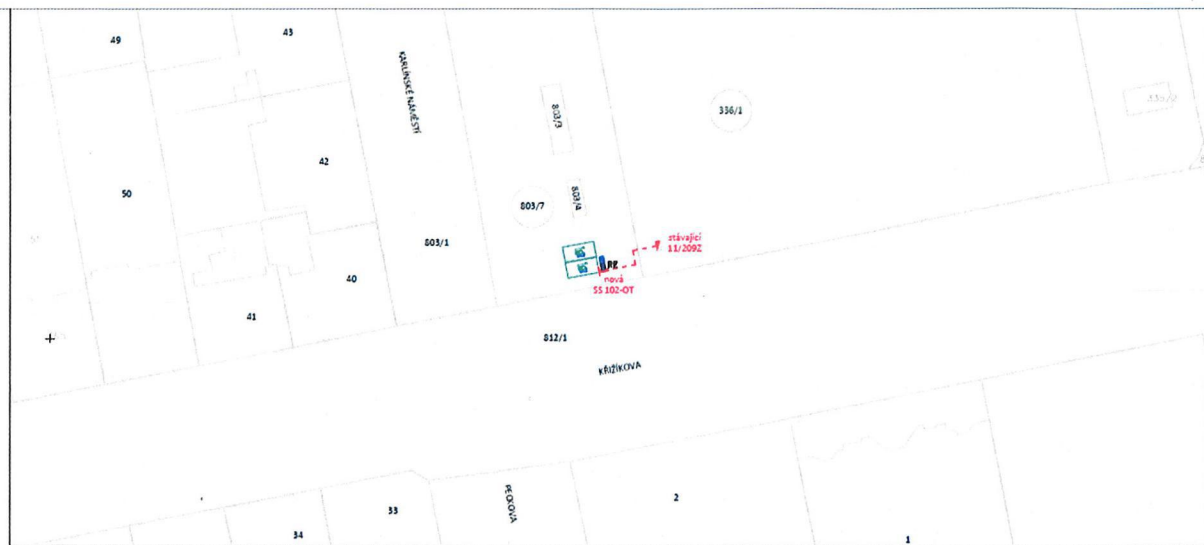 49
43
KARLÍNSKÉ NÁMĚSTÍ
803/3
336/1
42
50
803/4
803/7
803/1
stávající
11/209Z
RE
nová
SS 102-OT
40
41
812/1
KŘIŽÍKOVA
PECKOVA
2
33
34
1